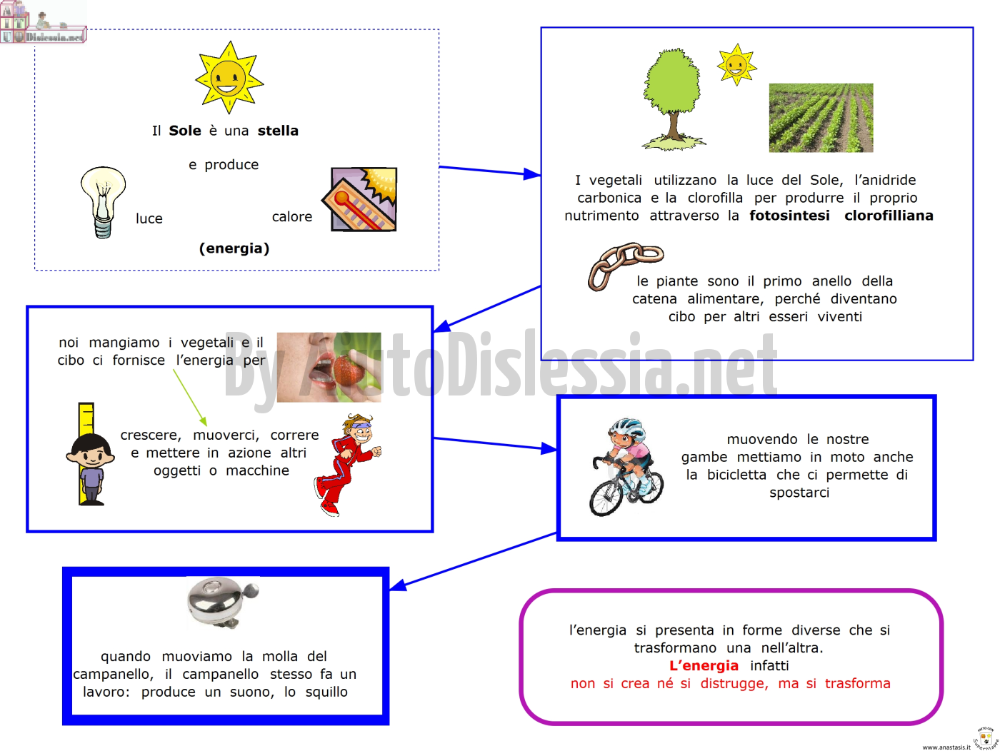 AIUTO
Dislessia.net
Il Sole è una stella
e produce
luce
calore
(energia)
I vegetali utilizzano la luce del Sole, l'anidride
carbonica e la clorofilla per produrre il proprio
nutrimento attraverso la fotosintesi clorofilliana
le piante sono il primo anello della
catena alimentare, perché diventano
cibo per altri esseri viventi
noi mangiamo i vegetali e il
cibo ci fornisce l'energia per
crescere, muoverci, correre
e mettere in azione altri
oggetti o macchine
By AiutoDislessia.net
muovendo le nostre
gambe mettiamo in moto anche
la bicicletta che ci permette di
spostarci
quando muoviamo la molla del
campanello, il campanello stesso fa un
lavoro: produce un suono, lo squillo
l'energia si presenta in forme diverse che si
trasformano una nell'altra.
L'energia infatti
non si crea né si distrugge, ma si trasforma
www.anastasis.it
FATTO CON
SuperMappe